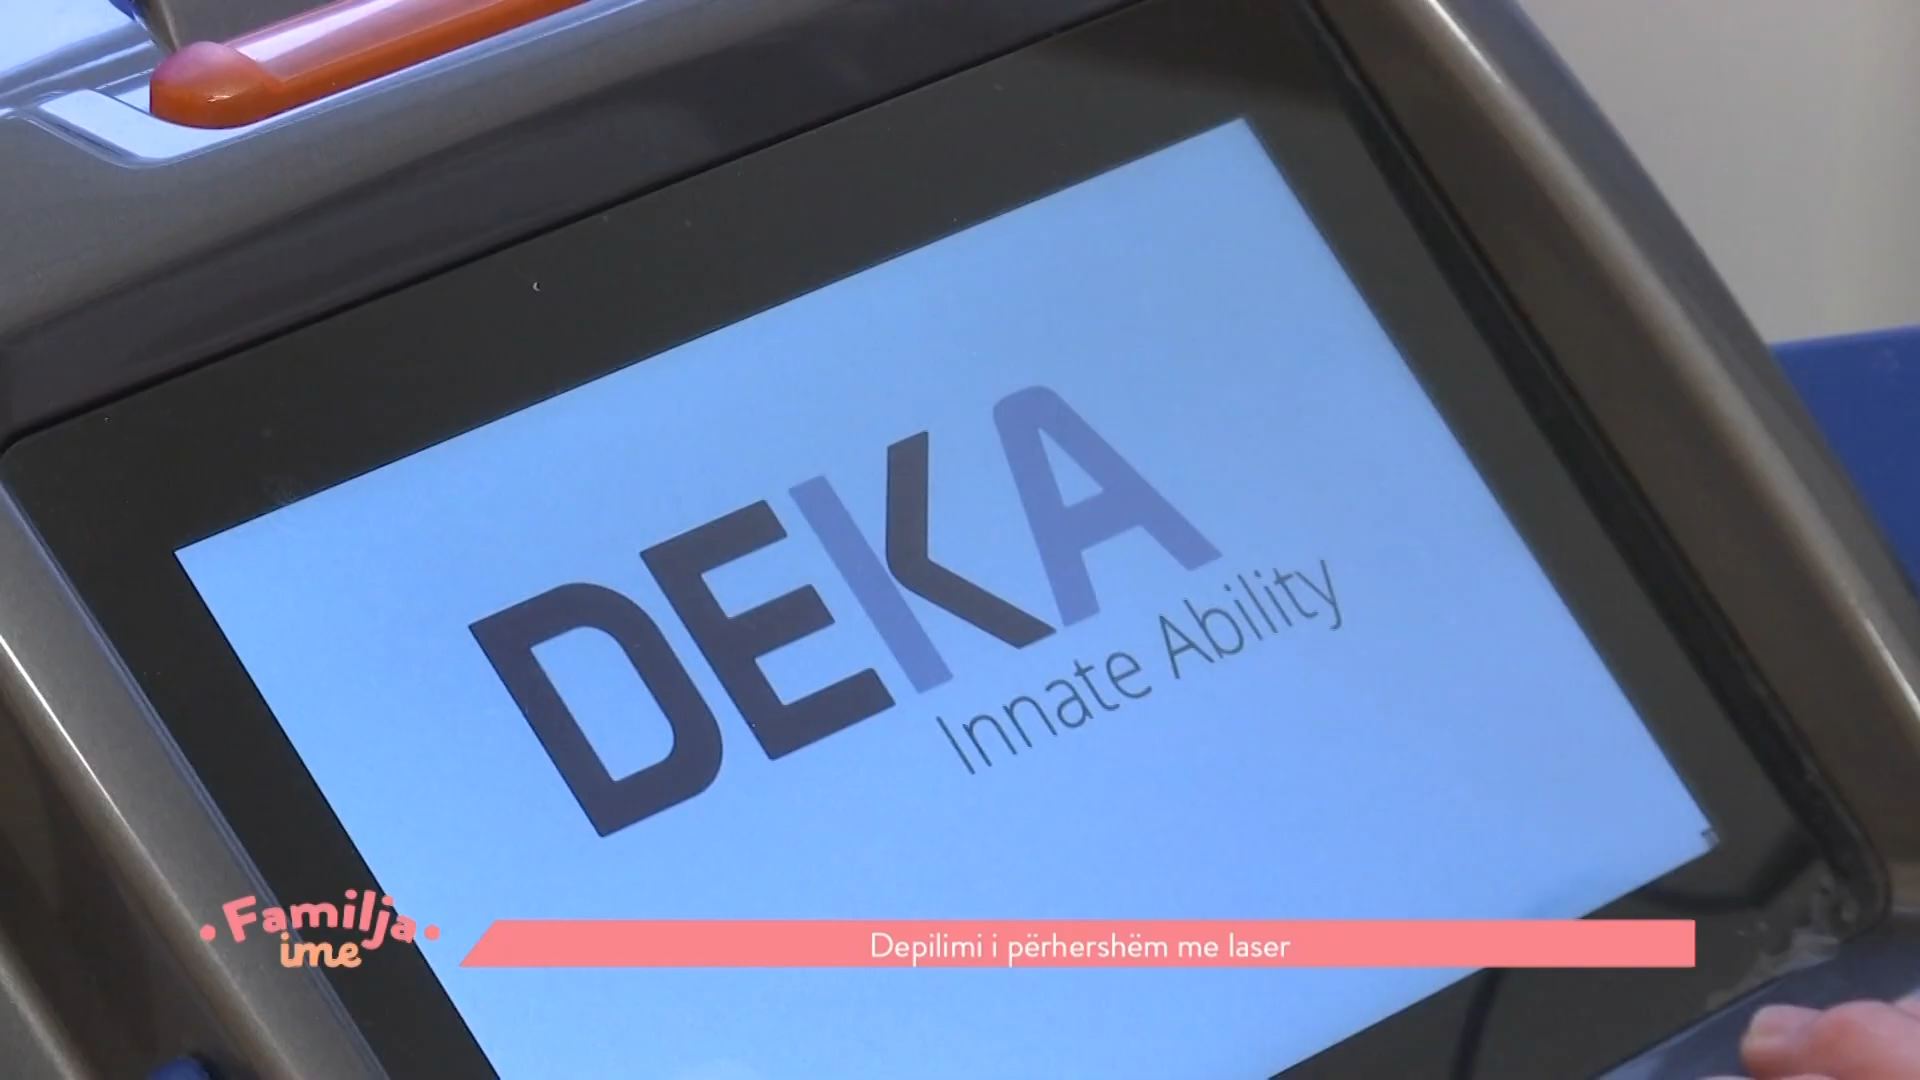 DEKA
Innate Ability
Familja
ime
Depilimi i përhershëm me laser